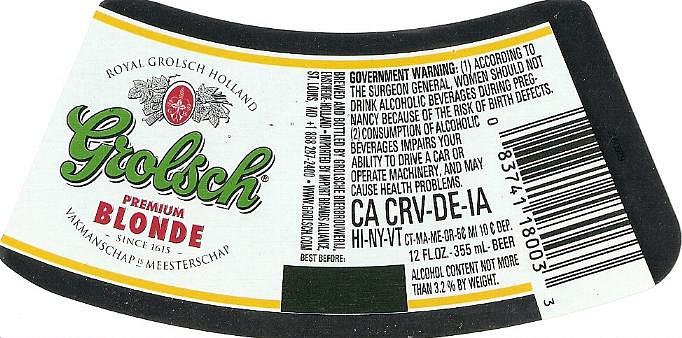 ROYAL GROLSCH HOLLAND
Grolsch®
PREMIUM
BLONDE
- SINCE 1615 -
VAKMANSCHAP is MEESTERSCHAP
BREWED AND BOTTLED BY GROLSCHE BIERBROUWERIJ,
ENSCHEDE-HOLLAND • IMPORTED BY IMPORT BRANDS ALLIANCE,
ST. LOUIS, MO • 1 888 287-2400 • WWW.GROLSCH.COM
BEST BEFORE:
GOVERNMENT WARNING: (1) ACCORDING TO
THE SURGEON GENERAL, WOMEN SHOULD NOT
DRINK ALCOHOLIC BEVERAGES DURING PREG-
NANCY BECAUSE OF THE RISK OF BIRTH DEFECTS.
(2) CONSUMPTION OF ALCOHOLIC
BEVERAGES IMPAIRS YOUR
ABILITY TO DRIVE A CAR OR
OPERATE MACHINERY, AND MAY
CAUSE HEALTH PROBLEMS.
CA CRV-DE-IA
HI-NY-VT CT-MA-ME-OR-5¢ MI 10 ¢ DEP.
12 FL.OZ.- 355 mL- BEER
ALCOHOL CONTENT NOT MORE
THAN 3.2 % BY WEIGHT.
0 83741 18003 3